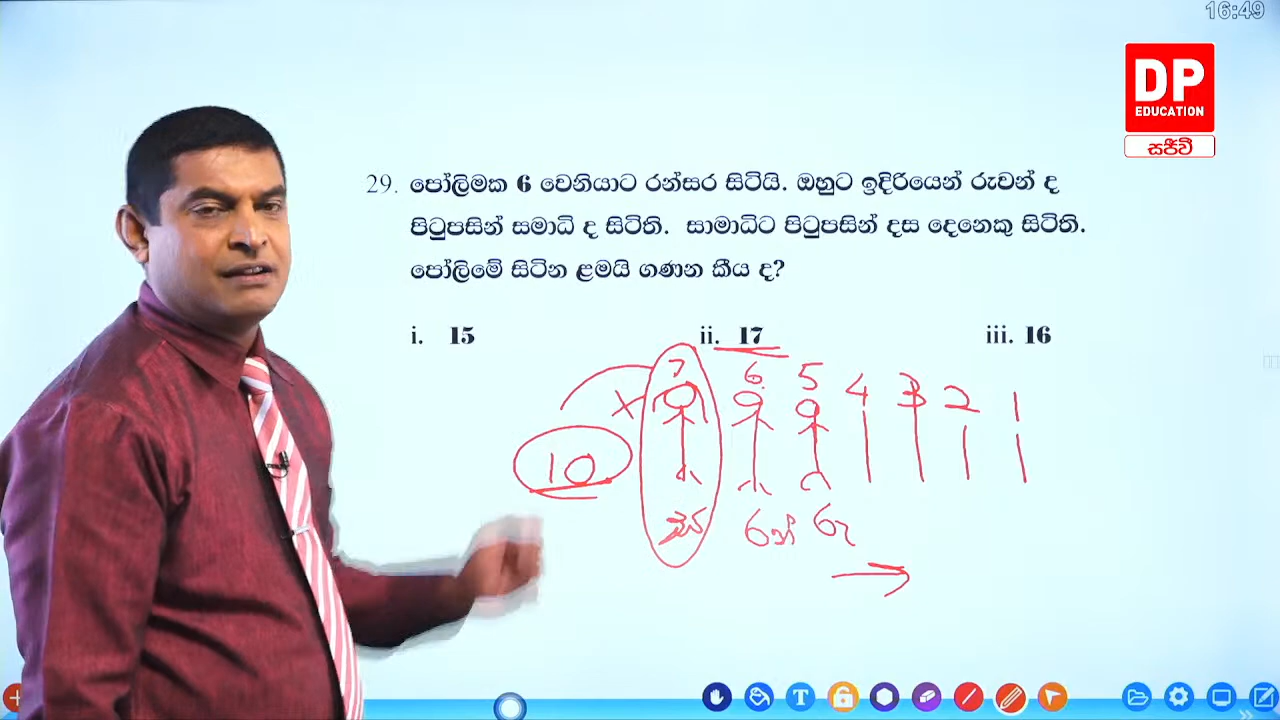 16:49
DP
EDUCATION
සජීවී
29. පෝලිමක 6 වෙනියාට රන්සර සිටියි. ඔහුට ඉදිරියෙන් රුවන් ද
පිටුපසින් සමාධි ද සිටිති. සාමාධිට පිටුපසින් දස දෙනෙකු සිටිති.
පෝලිමේ සිටින ළමයි ගණන කීය ද?
i. 15 ii. 17 iii. 16
7 6 5 4 3 2 1
10
රන් රු